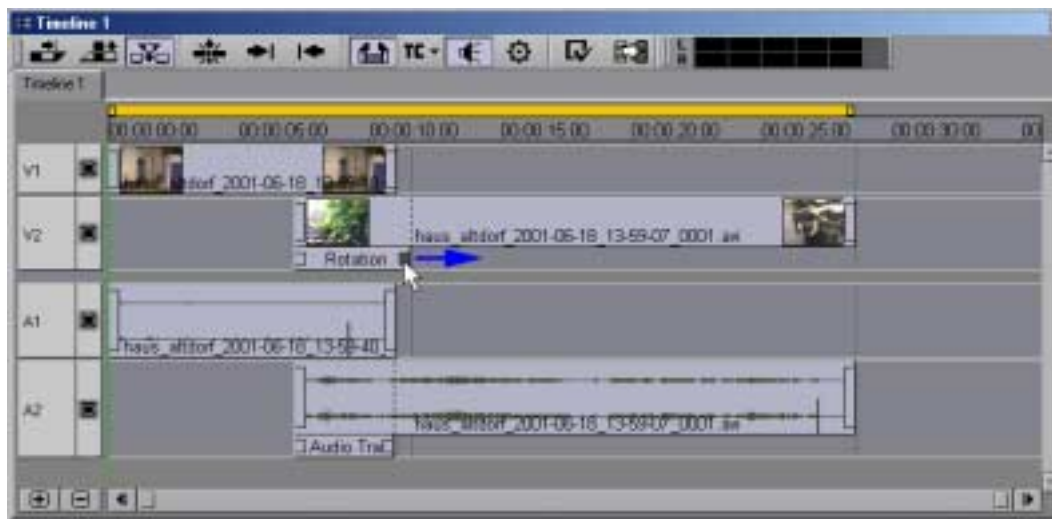 Timeline 1
TC
L
R
Timeline 1
00:00:00:00 00:00:05:00 00:00:10:00 00:00:15:00 00:00:20:00 00:00:25:00 00:00:30:00 00
V1
altdorf_2001-06-18
V2
haus_altdorf_2001-06-18_13-59-07_0001.avi
Rotation
A1
haus_altdorf_2001-06-18_13-59-40
A2
haus_altdorf_2001-06-18_13-59-07_0001.avi
Audio Tra